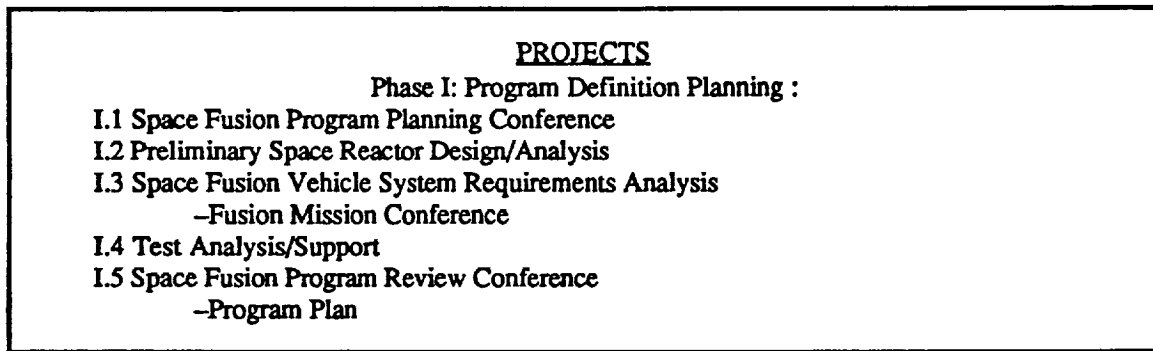 PROJECTS
Phase I: Program Definition Planning :
I.1 Space Fusion Program Planning Conference
I.2 Preliminary Space Reactor Design/Analysis
I.3 Space Fusion Vehicle System Requirements Analysis
–Fusion Mission Conference
I.4 Test Analysis/Support
I.5 Space Fusion Program Review Conference
–Program Plan